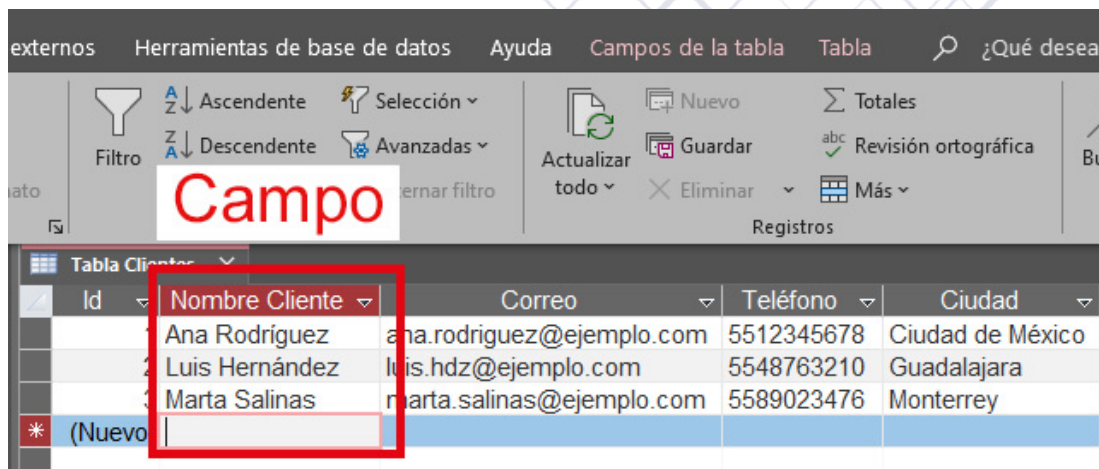 externos Herramientas de base de datos Ayuda Campos de la tabla Tabla ¿Qué desea
Ascendente Selección Nuevo Totales
Filtro Descendente Avanzadas Actualizar todo Guardar Revisión ortográfica
ernar filtro Eliminar Más
Campo
Registros
Tabla Clientes
Id Nombre Cliente Correo Teléfono Ciudad
1 Ana Rodríguez ana.rodriguez@ejemplo.com 5512345678 Ciudad de México
2 Luis Hernández luis.hdz@ejemplo.com 5548763210 Guadalajara
3 Marta Salinas marta.salinas@ejemplo.com 5589023476 Monterrey
(Nuevo